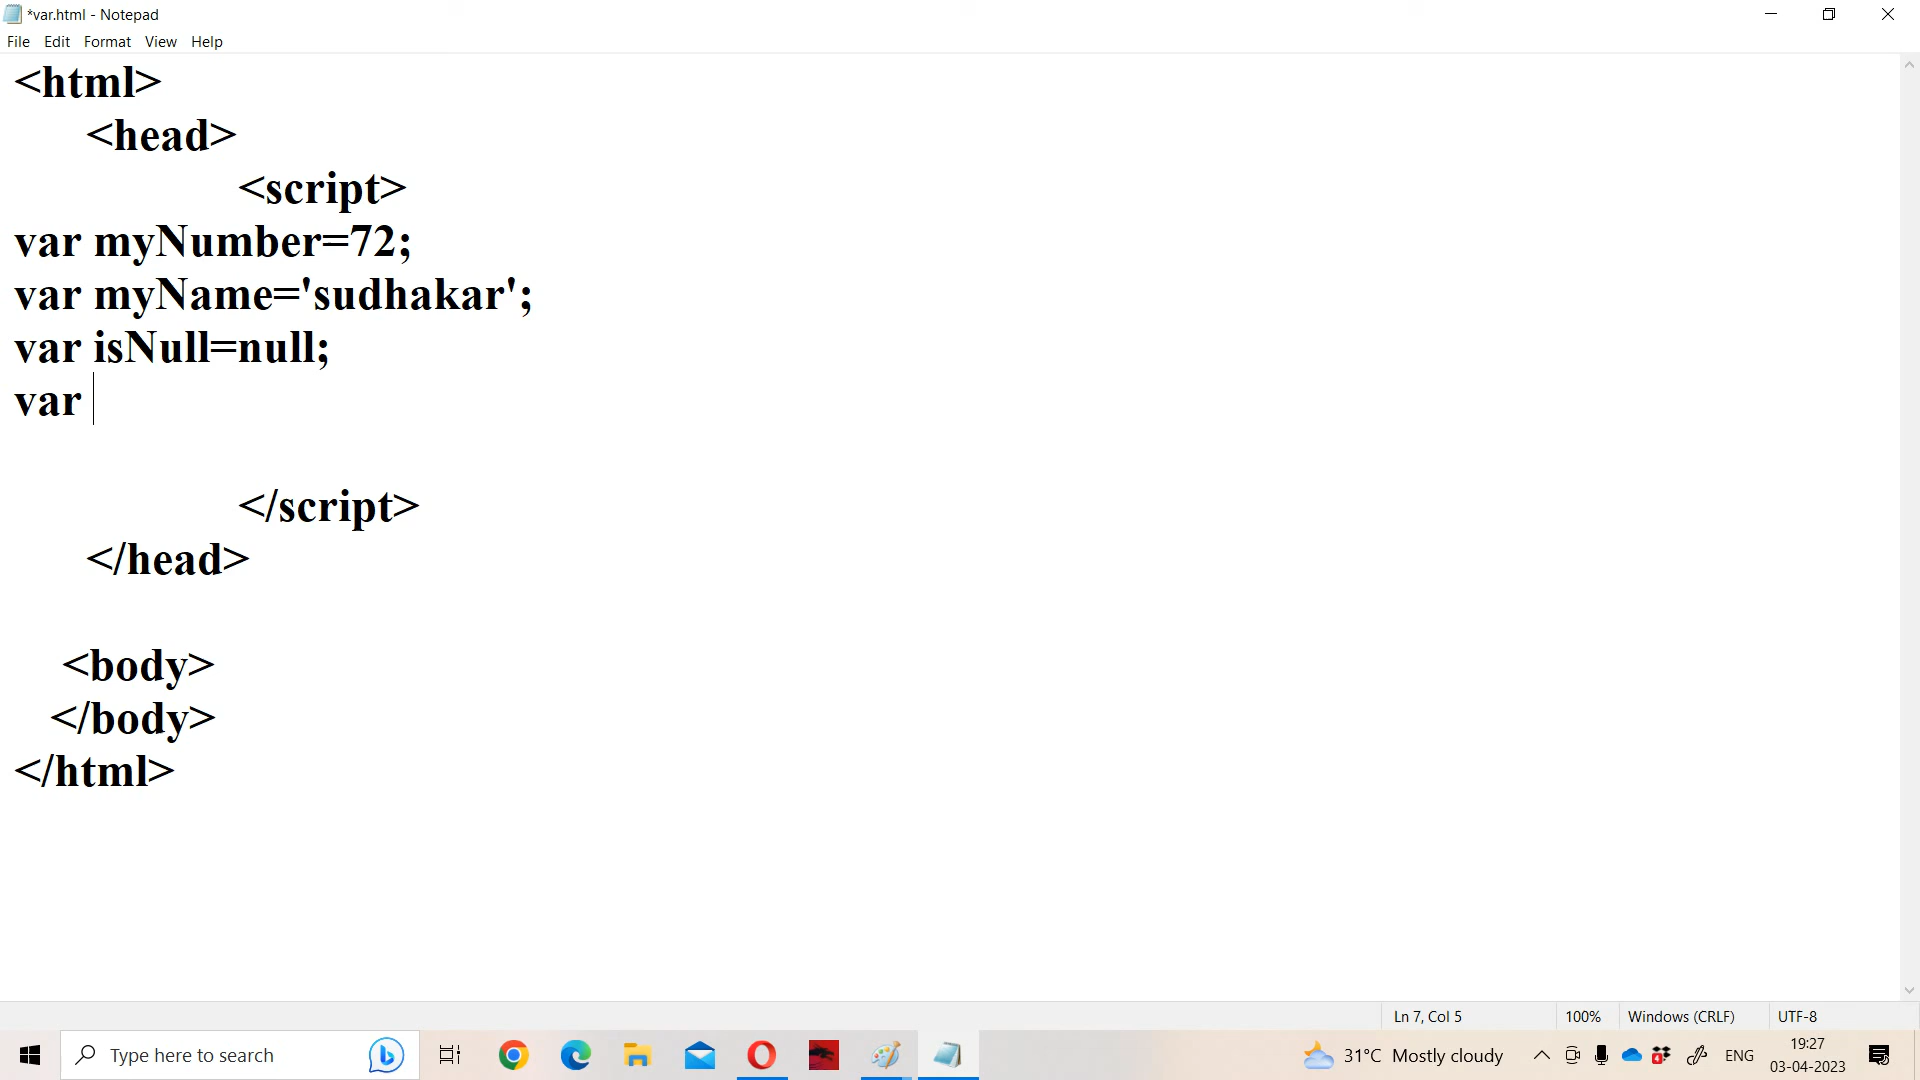 *var.html - Notepad
File Edit Format View Help
<html>
<head>
<script>
var myNumber=72;
var myName='sudhakar';
var isNull=null;
var
</script>
</head>
<body>
</body>
</html>
Ln 7, Col 5 100% Windows (CRLF) UTF-8
Type here to search 31°C Mostly cloudy ENG 19:27
03-04-2023